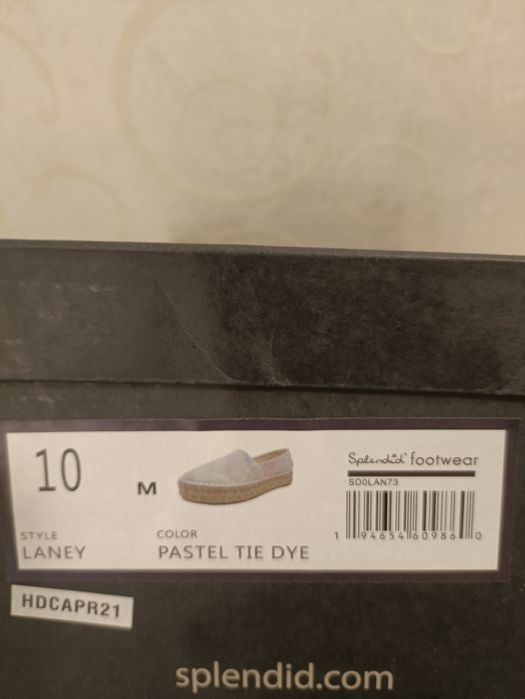 10
M
Splendid footwear
SD0LAN73
1 94654 60986 0
STYLE
LANEY
COLOR
PASTEL TIE DYE
HDCAPR21
splendid.com